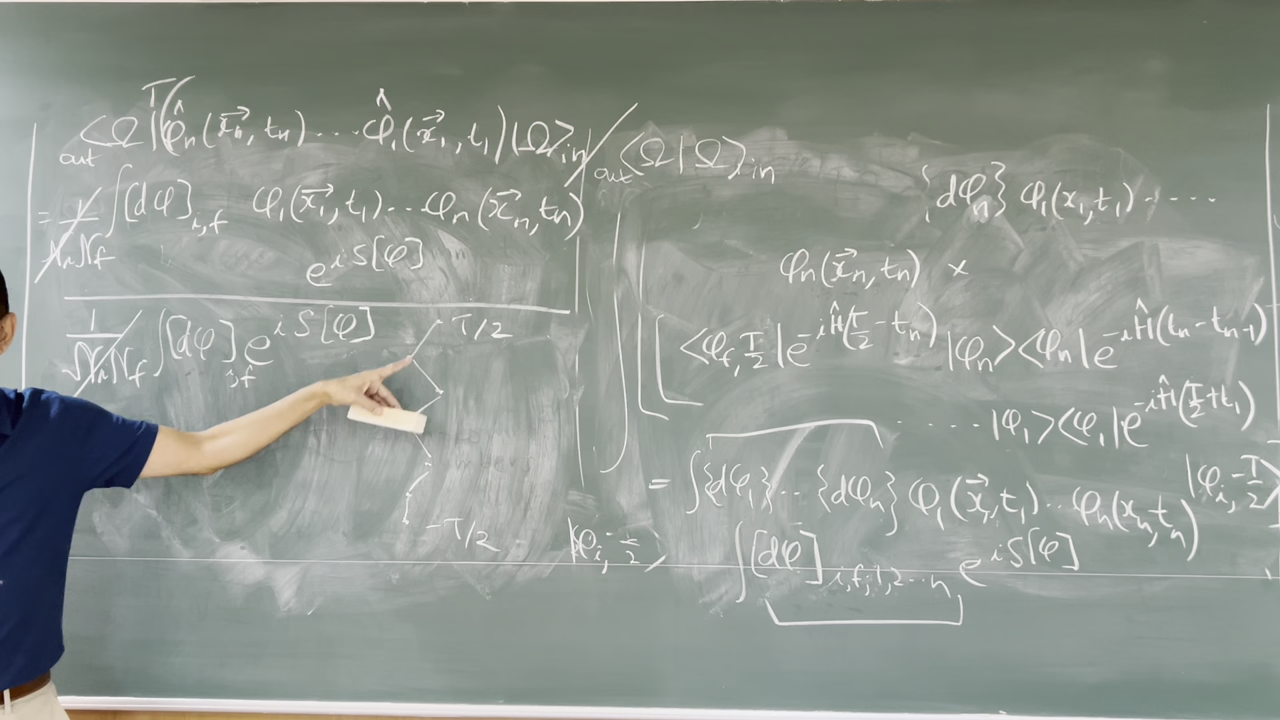 out<Ω|T(φ̂ₙ(x⃗ₙ, tₙ) ... φ̂₁(x⃗₁, t₁)|Ω>in / out<Ω|Ω>in
= 1/NᵢN_f ∫[dφ]i,f φ₁(x⃗₁, t₁) ... φₙ(x⃗ₙ, tₙ)
e^{iS[φ]}
1/NᵢN_f ∫[dφ]i,f e^{iS[φ]}
T/2
-T/2
|φᵢ, -T/2>
{dφₙ} φ₁(x₁, t₁) .....
φₙ(x⃗ₙ, tₙ) ×
<φ_f, T/2| e^{-iĤ(T/2 - tₙ)} |φₙ><φₙ| e^{-iĤ(tₙ - tₙ₋₁)}
...... |φ₁><φ₁| e^{-iĤ(T/2 + t₁)}
|φᵢ, -T/2>
= ∫{dφ₁} .. {dφₙ} φ₁(x⃗₁, t₁) .. φₙ(xₙ, tₙ)
∫[dφ]i,f;1,2...n e^{iS[φ]}